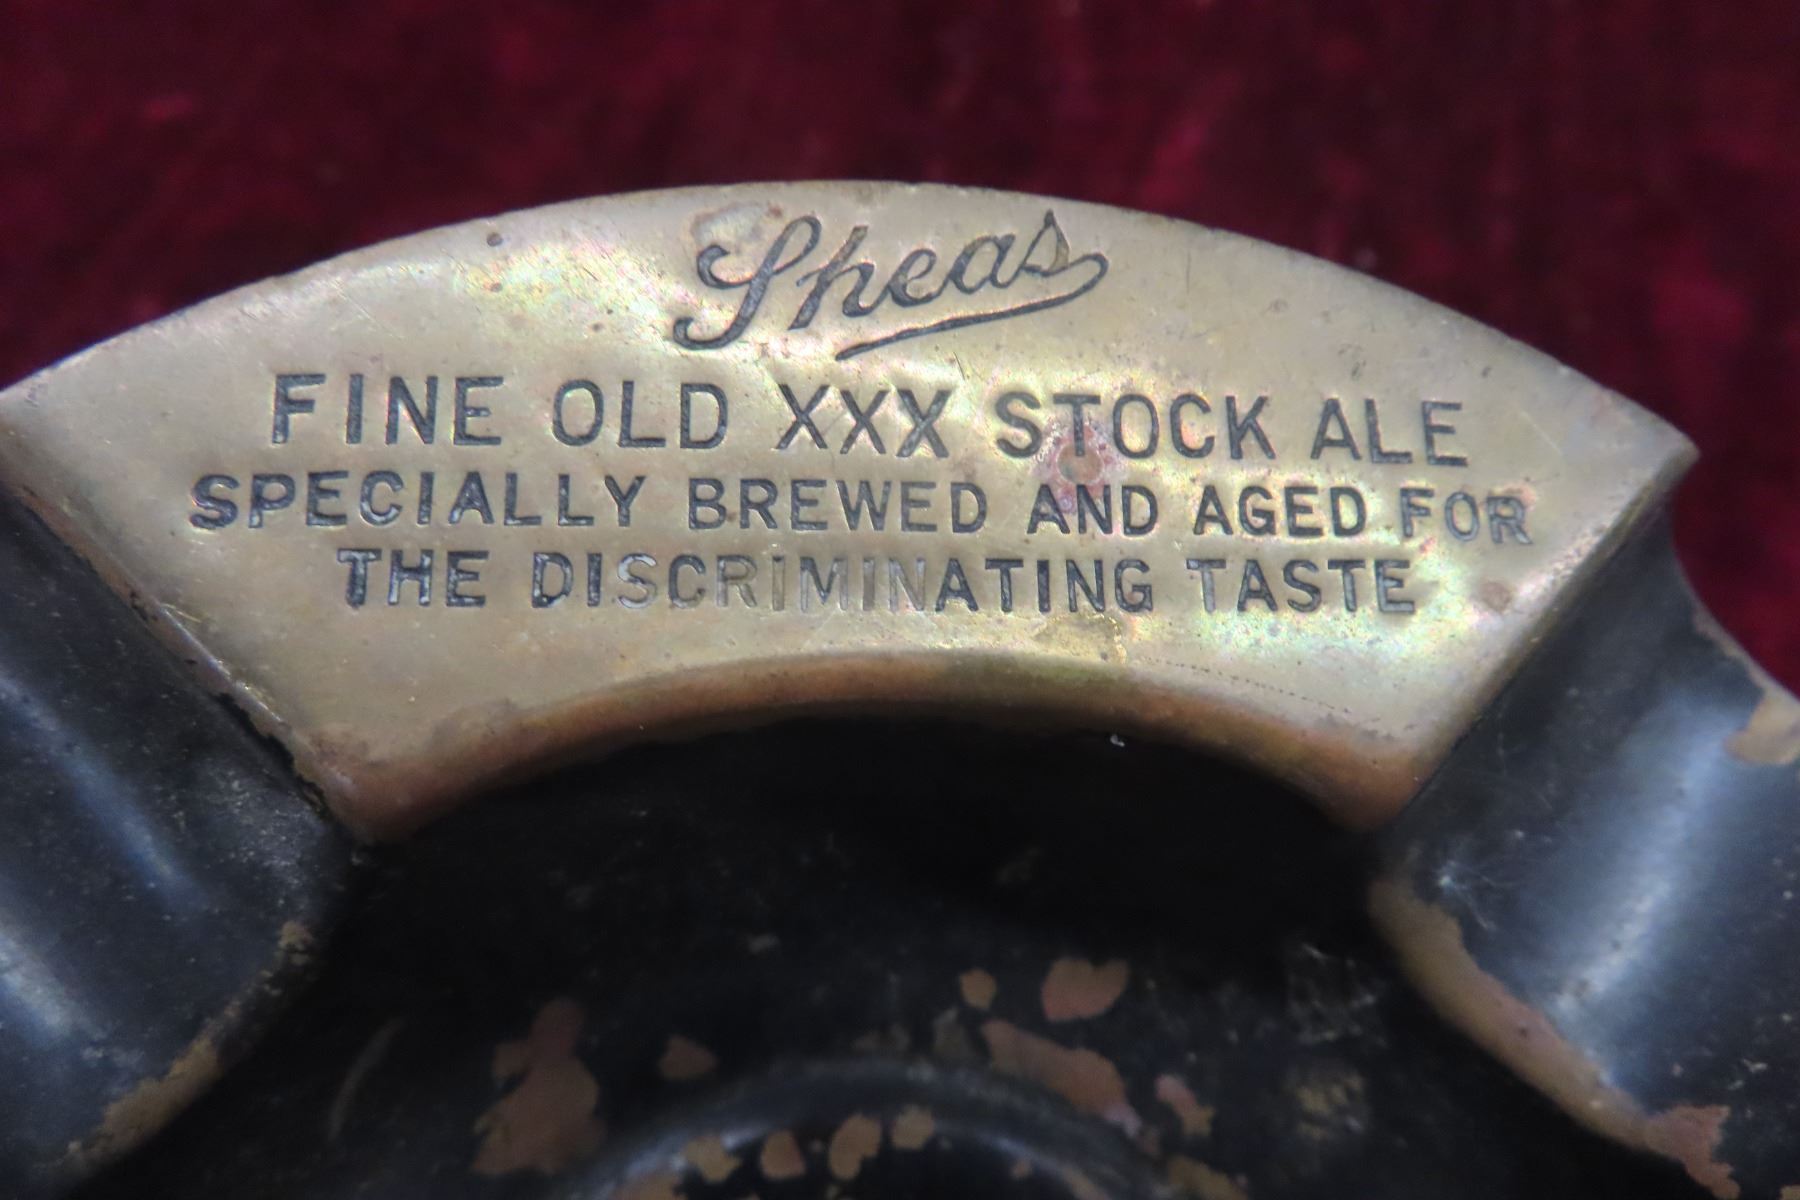 Sheas
FINE OLD XXX STOCK ALE
SPECIALLY BREWED AND AGED FOR
THE DISCRIMINATING TASTE